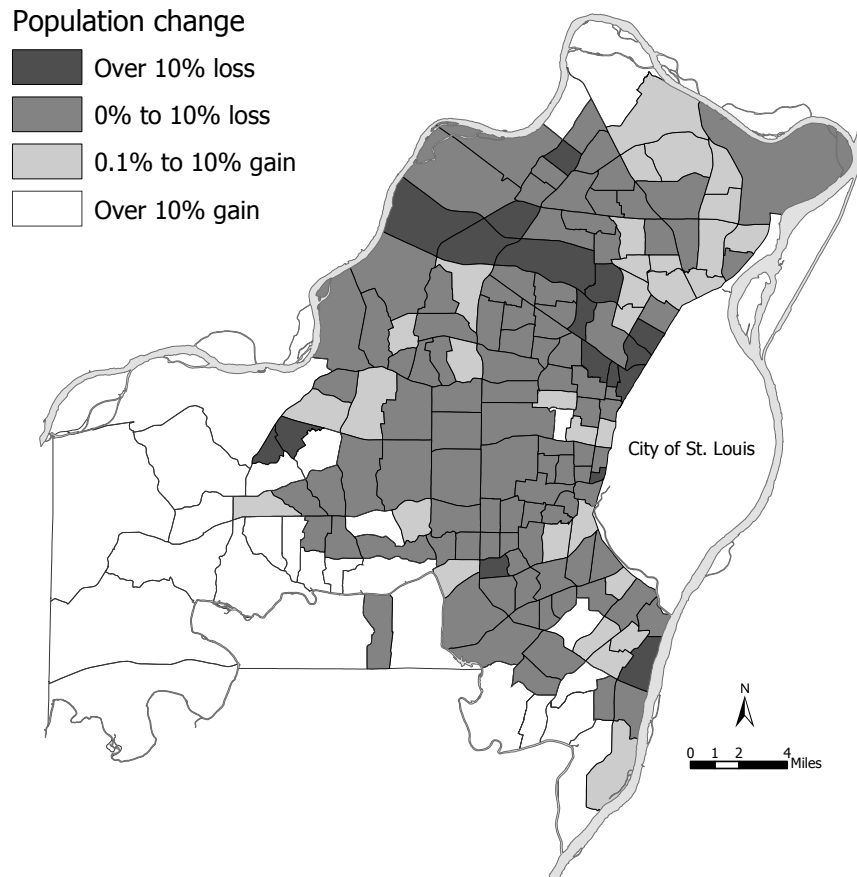 Population change
Over 10% loss
0% to 10% loss
0.1% to 10% gain
Over 10% gain
City of St. Louis
N
0 1 2 4
Miles